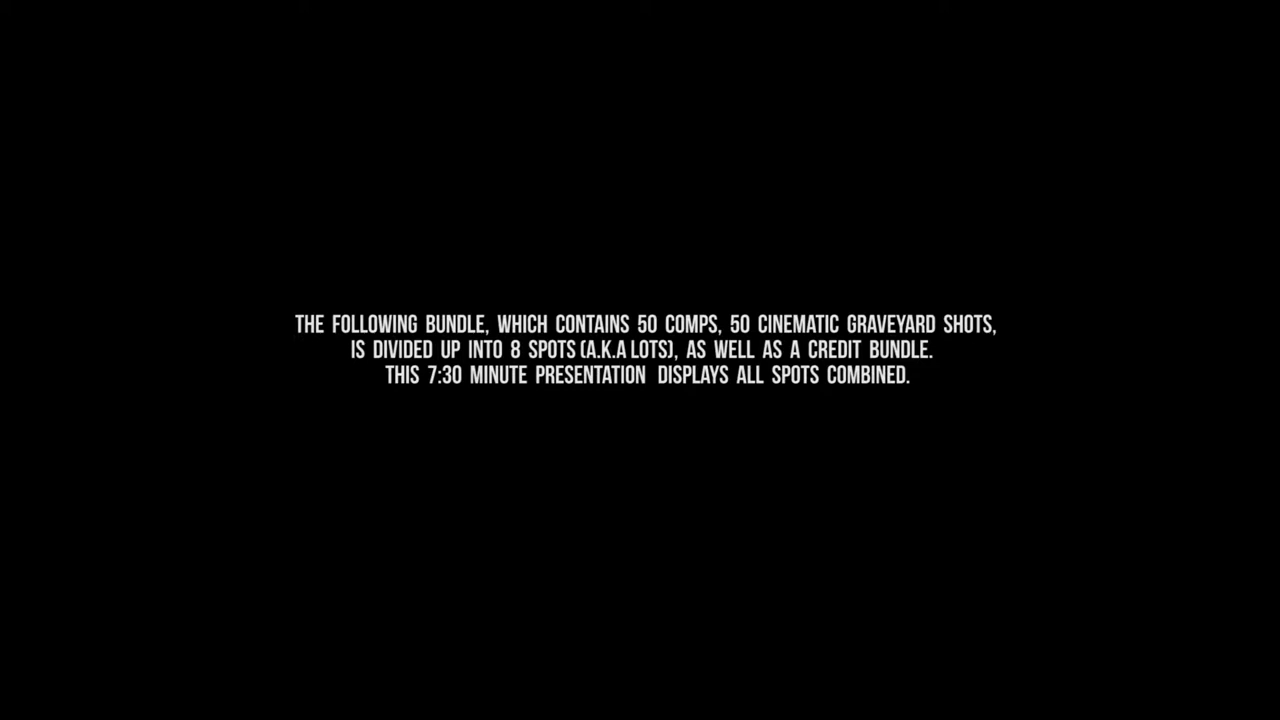 THE FOLLOWING BUNDLE, WHICH CONTAINS 50 COMPS, 50 CINEMATIC GRAVEYARD SHOTS,
IS DIVIDED UP INTO 8 SPOTS (A.K.A LOTS), AS WELL AS A CREDIT BUNDLE.
THIS 7:30 MINUTE PRESENTATION DISPLAYS ALL SPOTS COMBINED.